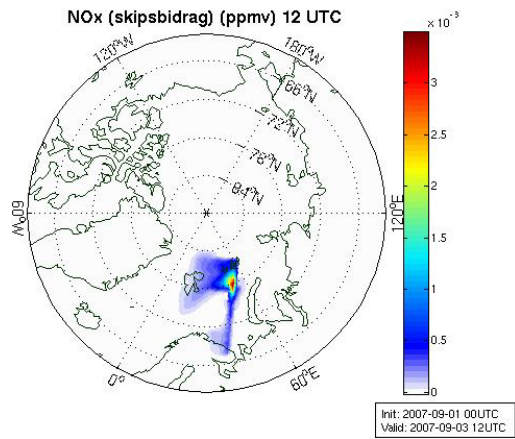 NOx (skipsbidrag) (ppmv) 12 UTC
x 10⁻³
120°W
180°W
66°N
72°N
78°N
84°N
60°W
120°E
0°
60°E
3
2.5
2
1.5
1
0.5
0
Init: 2007-09-01 00UTC
Valid: 2007-09-03 12UTC